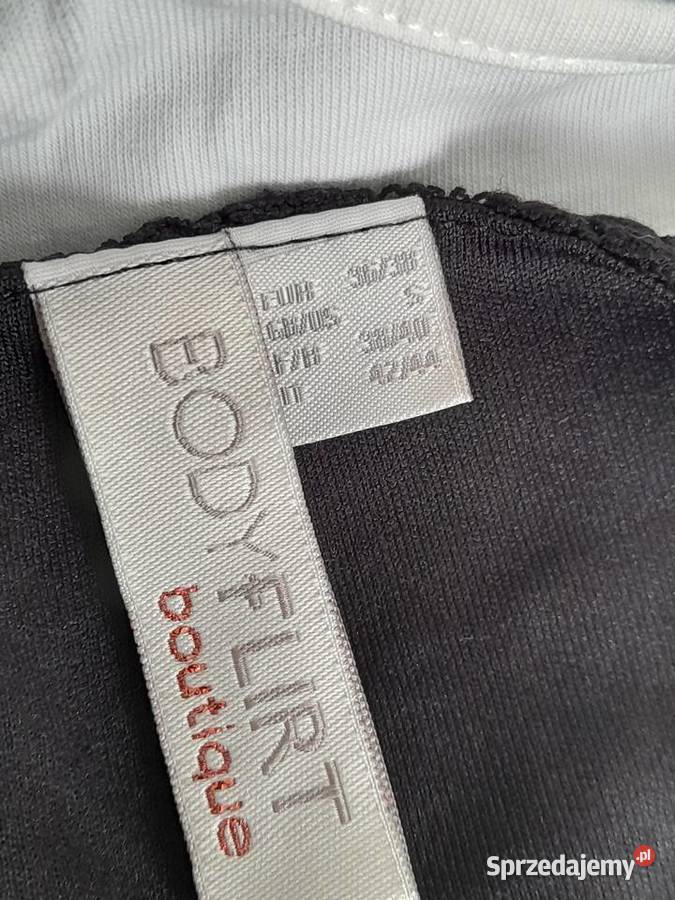 EUR 36/38
GB/US S
F/B 38/40
I 42/44
BODYFLIRT
boutique
Sprzedajemy.pl